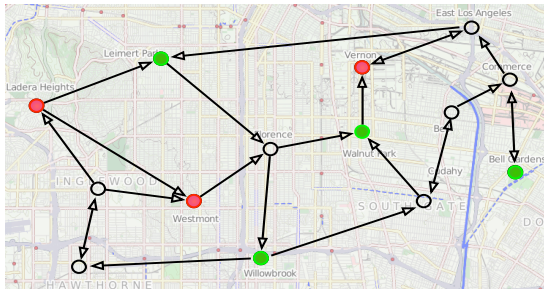 East Los Angeles
Leimert Park
Vernon
Commerce
Ladera Heights
Florence
Walnut Park
Bell Gardens
Cudahy
INGLEWOOD
SOUTH GATE
Westmont
Willowbrook
HAWTHORNE